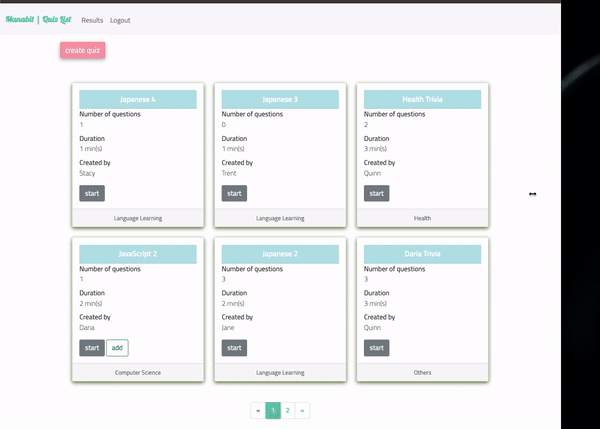 Manabii | Quiz List Results Logout
create quiz
Japanese 4
Number of questions
1
Duration
1 min(s)
Created by
Stacy
start
Language Learning
Japanese 3
Number of questions
0
Duration
1 min(s)
Created by
Trent
start
Language Learning
Health Trivia
Number of questions
2
Duration
3 min(s)
Created by
Quinn
start
Health
JavaScript 2
Number of questions
1
Duration
2 min(s)
Created by
Daria
start add
Computer Science
Japanese 2
Number of questions
3
Duration
2 min(s)
Created by
Jane
start
Language Learning
Daria Trivia
Number of questions
3
Duration
3 min(s)
Created by
Quinn
start
Others
« 1 2 »